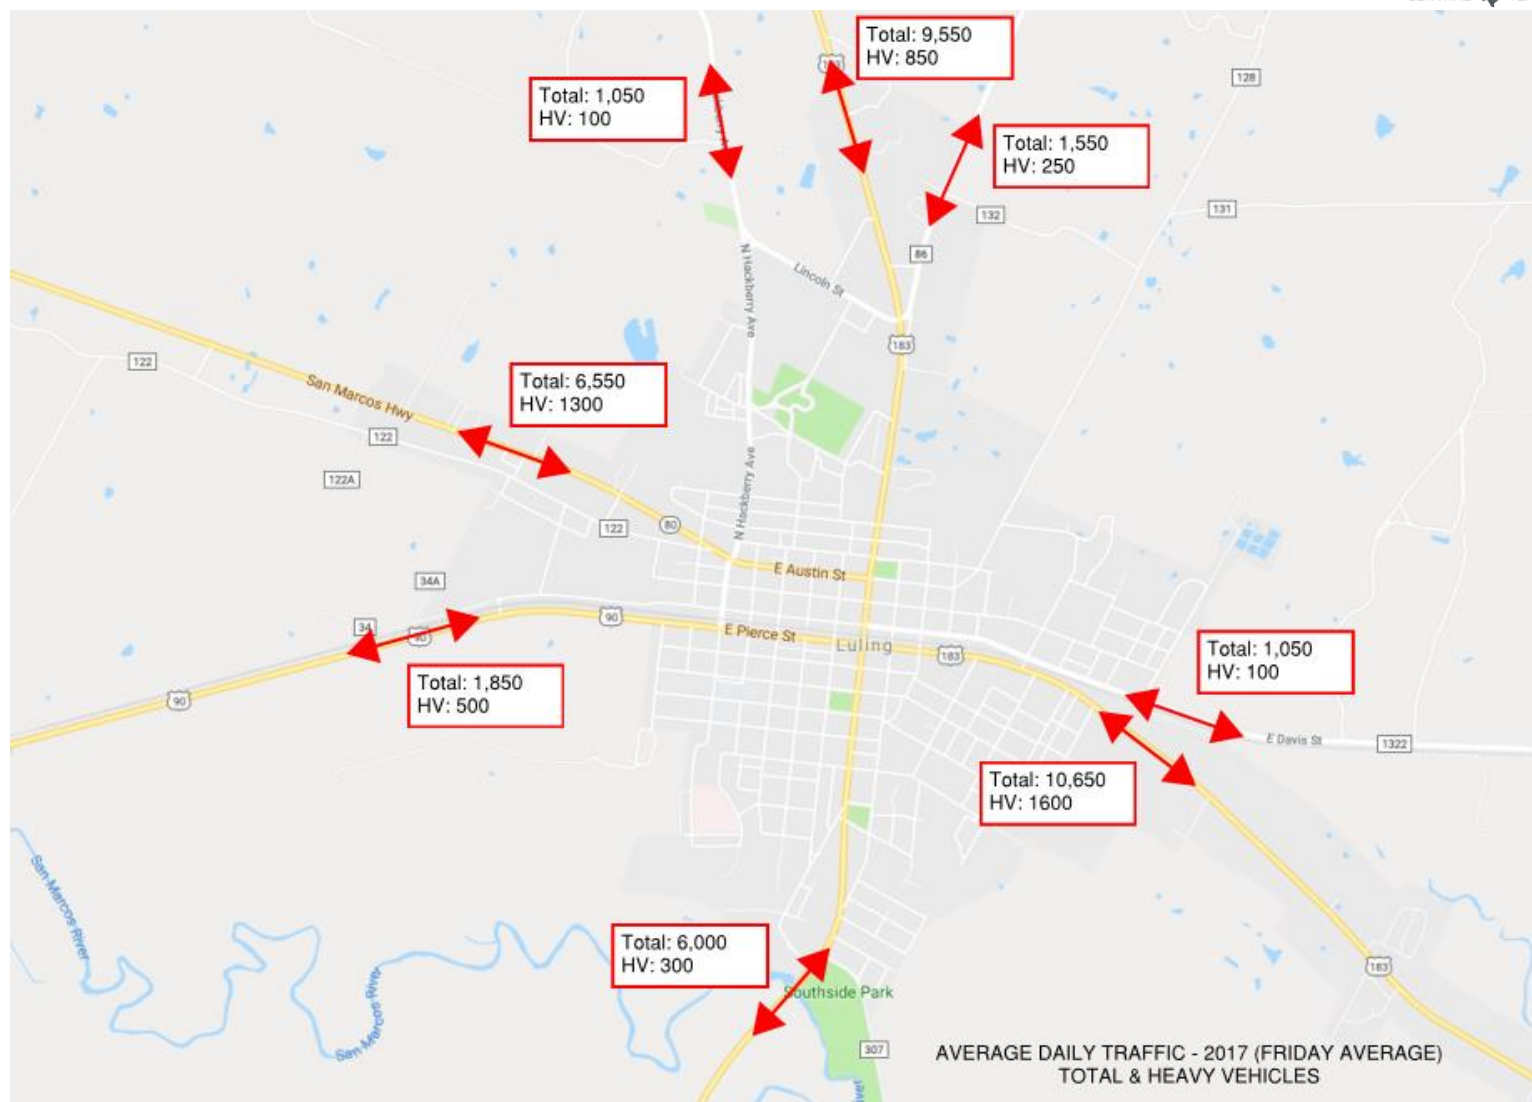 Total: 9,550
HV: 850
183
128
Total: 1,050
HV: 100
Total: 1,550
HV: 250
132
131
86
N Hackberry Ave
Lincoln St
183
122
Total: 6,550
HV: 1300
San Marcos Hwy
122
122A
N Hackberry Ave
122
80
E Austin St
34A
90
34
90
E Pierce St
Luling
183
Total: 1,050
HV: 100
Total: 1,850
HV: 500
90
E Davis St
1322
Total: 10,650
HV: 1600
San Marcos River
Total: 6,000
HV: 300
183
Southside Park
San Marcos River
307
AVERAGE DAILY TRAFFIC - 2017 (FRIDAY AVERAGE)
TOTAL & HEAVY VEHICLES